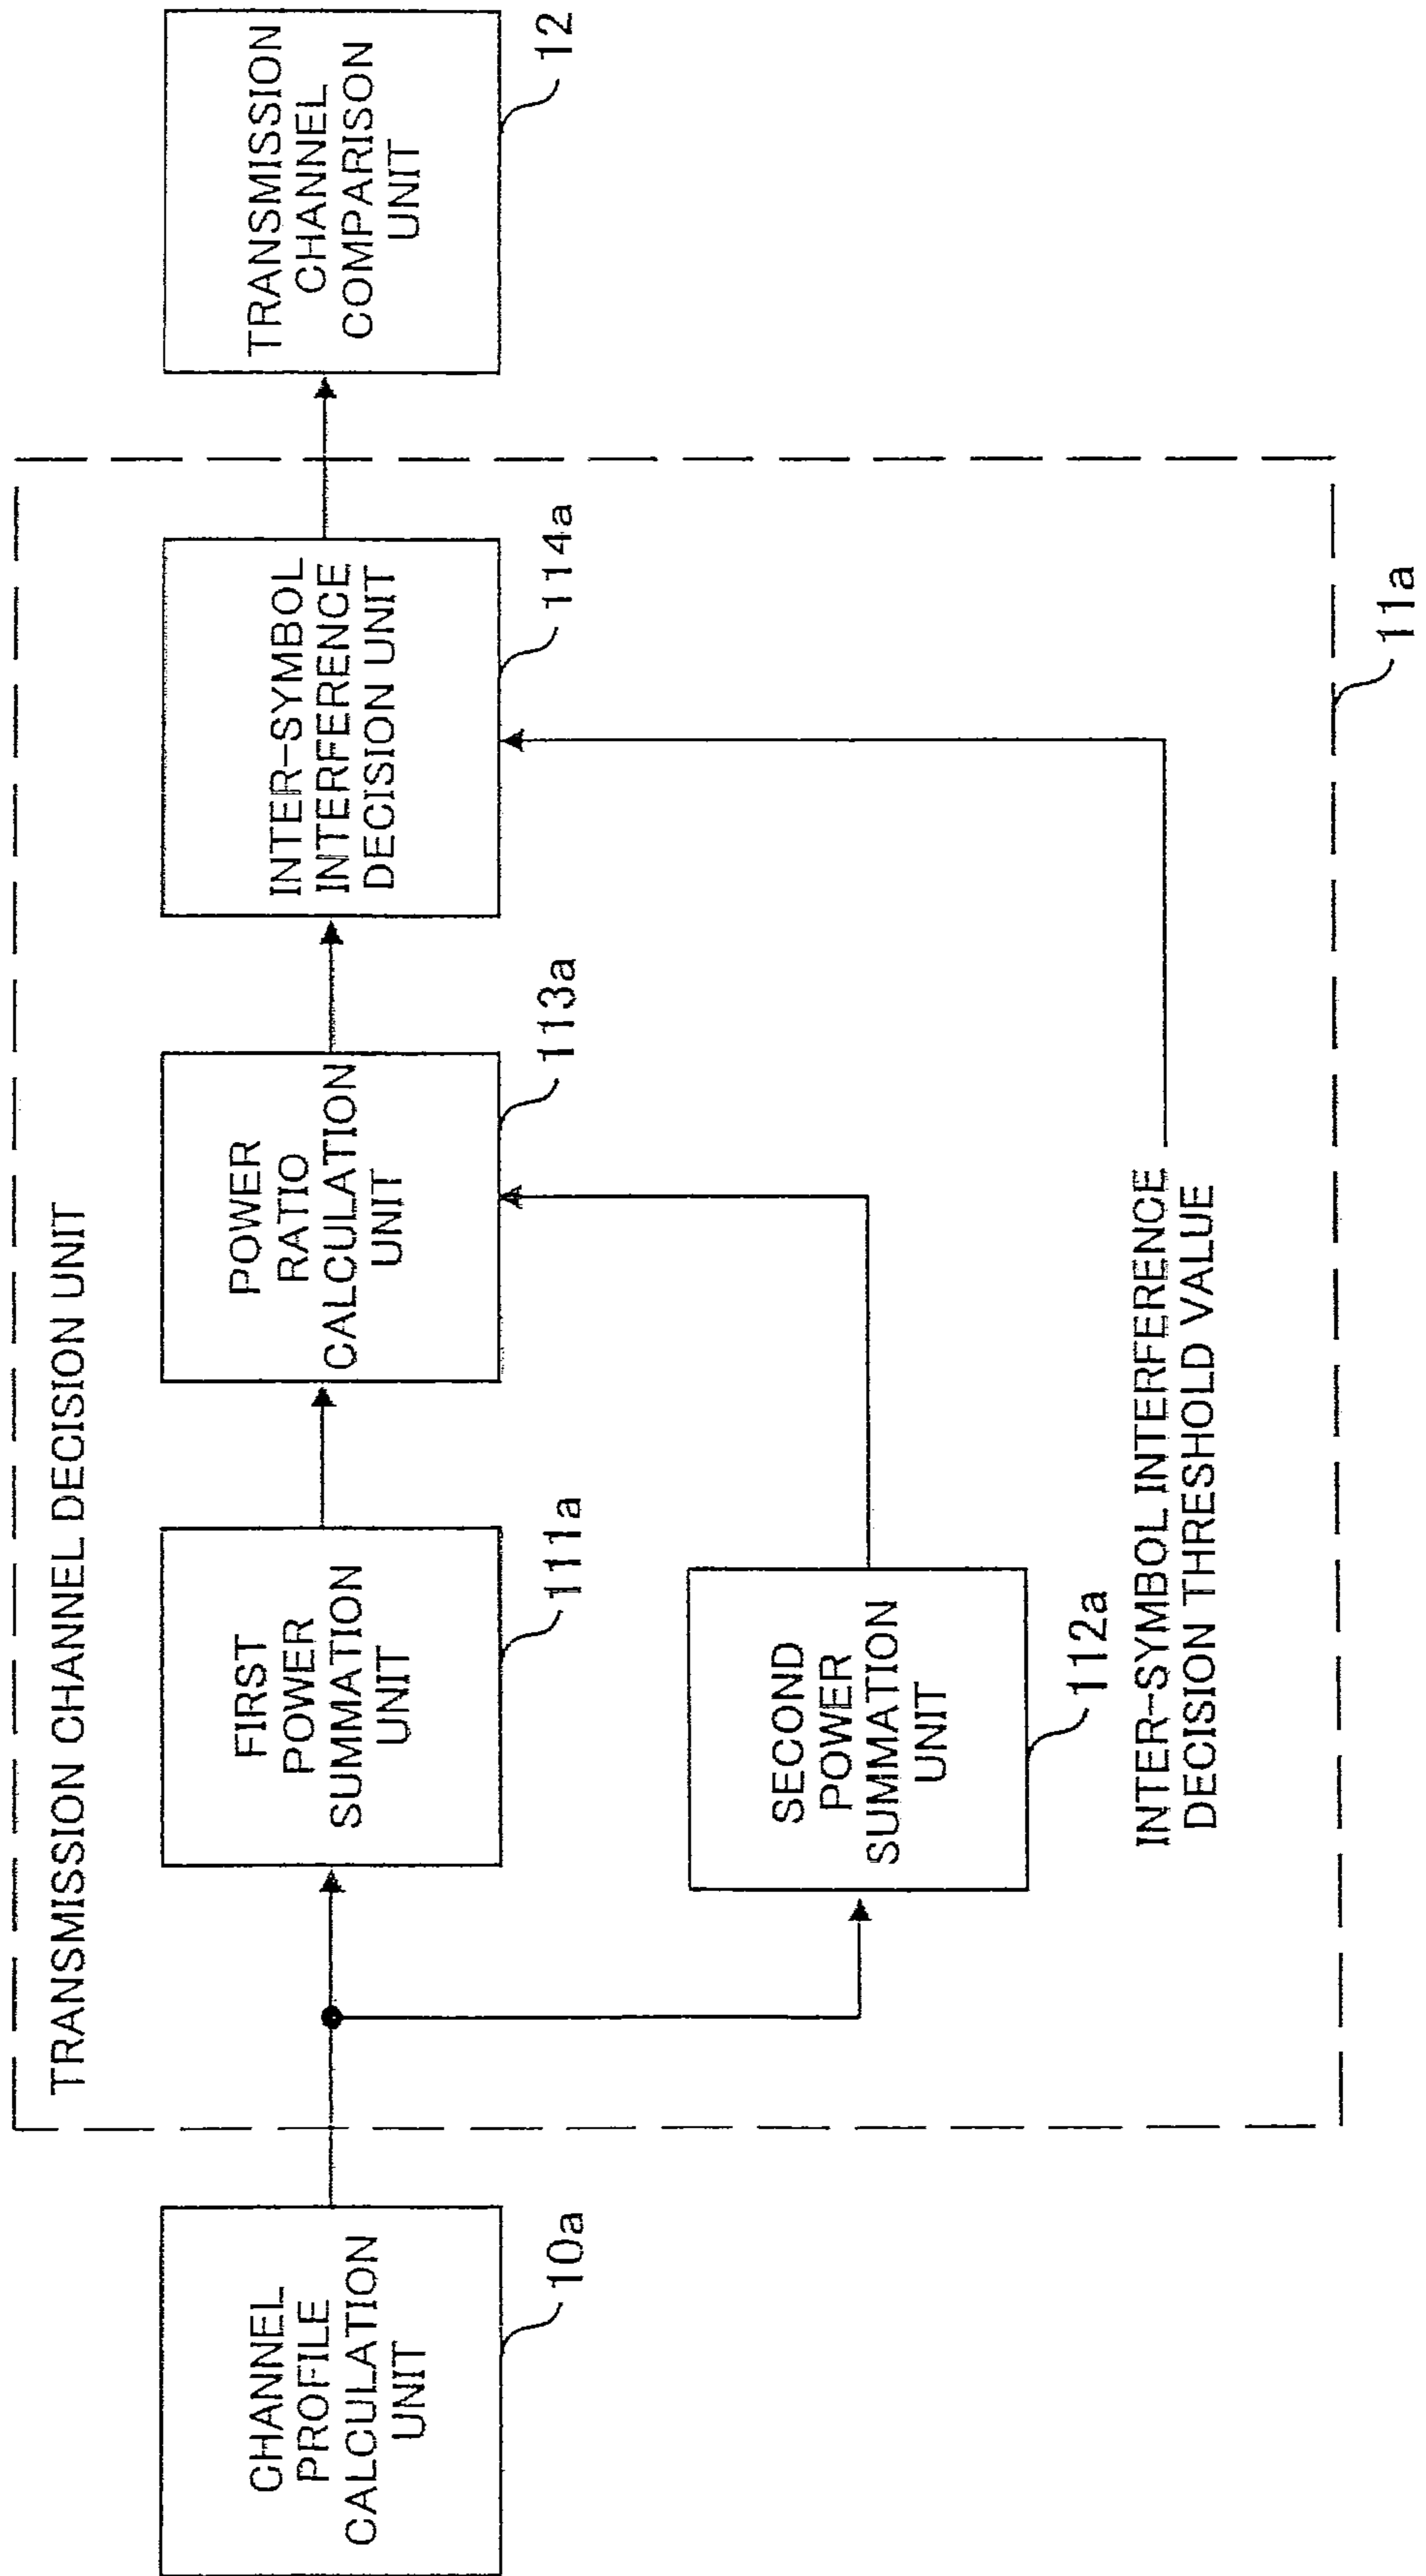 TRANSMISSION CHANNEL DECISION UNIT
CHANNEL
PROFILE
CALCULATION
UNIT
10a
FIRST
POWER
SUMMATION
UNIT
111a
SECOND
POWER
SUMMATION
UNIT
112a
POWER
RATIO
CALCULATION
UNIT
113a
INTER-SYMBOL
INTERFERENCE
DECISION UNIT
114a
INTER-SYMBOL INTERFERENCE
DECISION THRESHOLD VALUE
11a
TRANSMISSION
CHANNEL
COMPARISON
UNIT
12